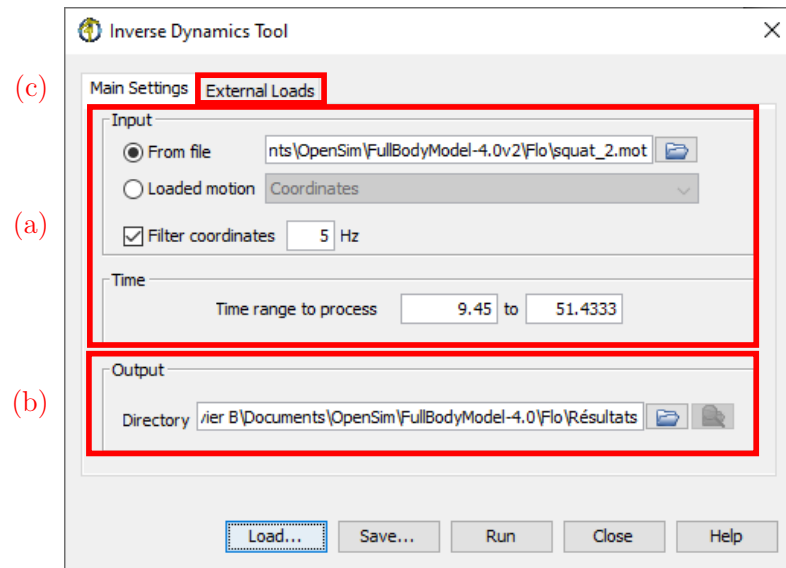 Inverse Dynamics Tool
(c)
Main Settings External Loads
Input
From file nts\OpenSim\FullBodyModel-4.0v2\Flo\squat_2.mot
Loaded motion Coordinates
(a)
Filter coordinates 5 Hz
Time
Time range to process 9.45 to 51.4333
Output
(b)
Directory vier B\Documents\OpenSim\FullBodyModel-4.0\Flo\Résultats
Load... Save... Run Close Help